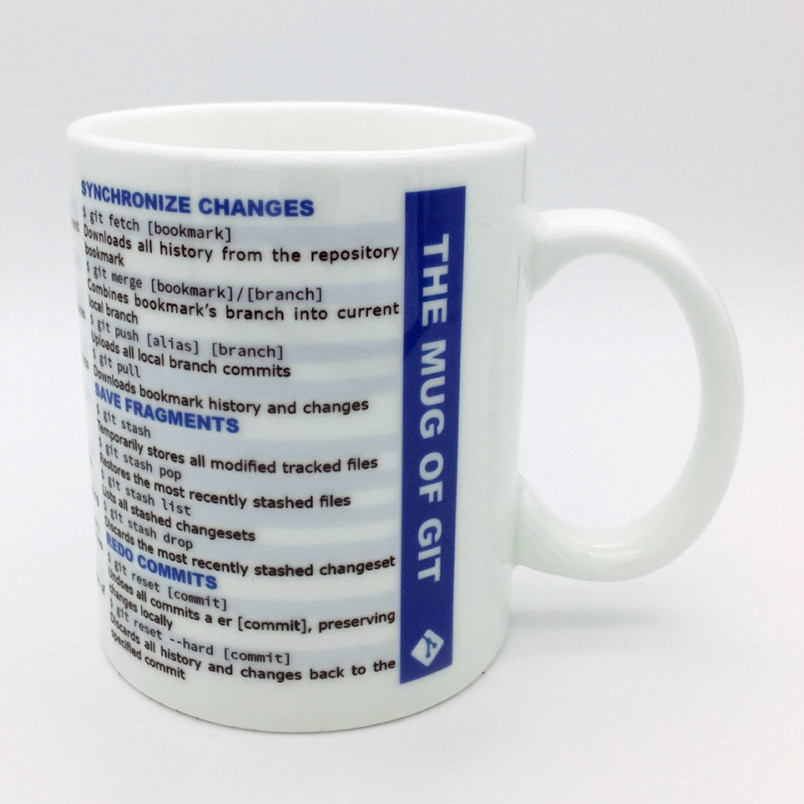 SYNCHRONIZE CHANGES
$ git fetch [bookmark]
Downloads all history from the repository
bookmark
$ git merge [bookmark]/[branch]
Combines bookmark's branch into current
local branch
$ git push [alias] [branch]
Uploads all local branch commits
$ git pull
Downloads bookmark history and changes
SAVE FRAGMENTS
$ git stash
Temporarily stores all modified tracked files
$ git stash pop
Restores the most recently stashed files
$ git stash list
Lists all stashed changesets
$ git stash drop
Discards the most recently stashed changeset
REDO COMMITS
$ git reset [commit]
Undoes all commits a er [commit], preserving
changes locally
$ git reset --hard [commit]
Discards all history and changes back to the
specified commit
THE MUG OF GIT